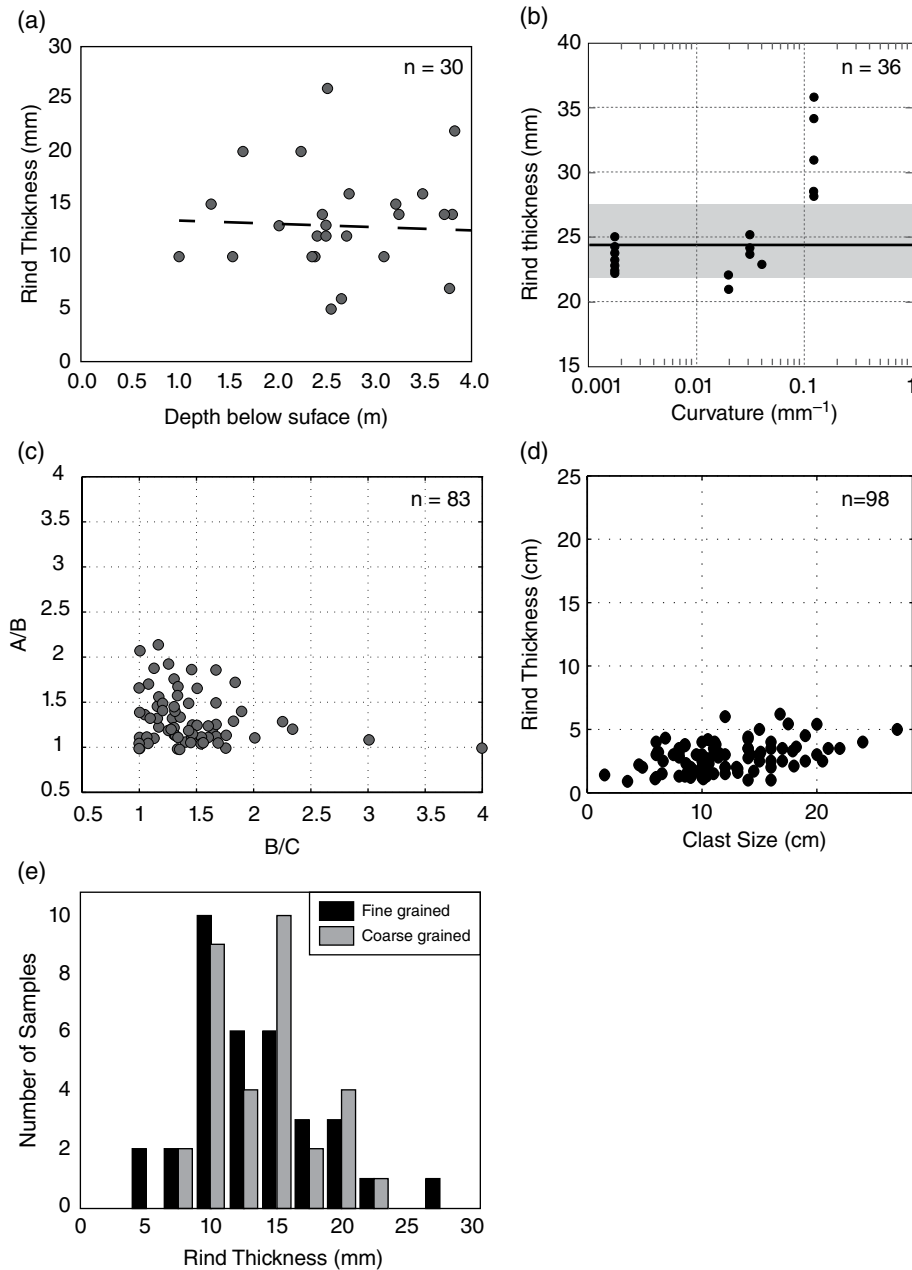 (a)
30
25
20
15
10
5
0
Rind Thickness (mm)
n = 30
0.0 0.5 1.0 1.5 2.0 2.5 3.0 3.5 4.0
Depth below suface (m)
(b)
40
35
30
25
20
15
Rind thickness (mm)
n = 36
0.001 0.01 0.1 1
Curvature (mm⁻¹)
(c)
4
3.5
3
2.5
2
1.5
1
0.5
A/B
n = 83
0.5 1 1.5 2 2.5 3 3.5 4
B/C
(d)
25
20
15
10
5
0
Rind Thickness (cm)
n=98
0 10 20
Clast Size (cm)
(e)
10
8
6
4
2
0
Number of Samples
Fine grained
Coarse grained
0 5 10 15 20 25 30
Rind Thickness (mm)